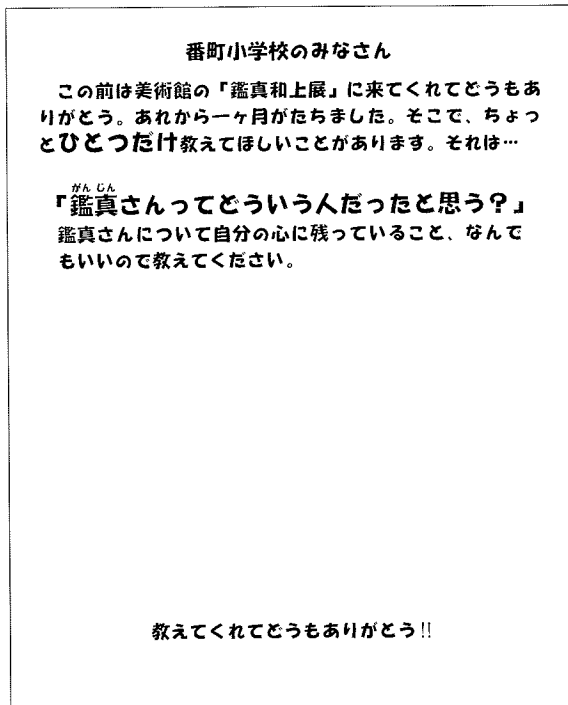 番町小学校のみなさん
この前は美術館の「鑑真和上展」に来てくれてどうもあ
りがとう。あれから一ヶ月がたちました。そこで、ちょっ
とひとつだけ教えてほしいことがあります。それは…
がんじん
「鑑真さんってどういう人だったと思う？」
鑑真さんについて自分の心に残っていること、なんで
もいいので教えてください。
教えてくれてどうもありがとう!!